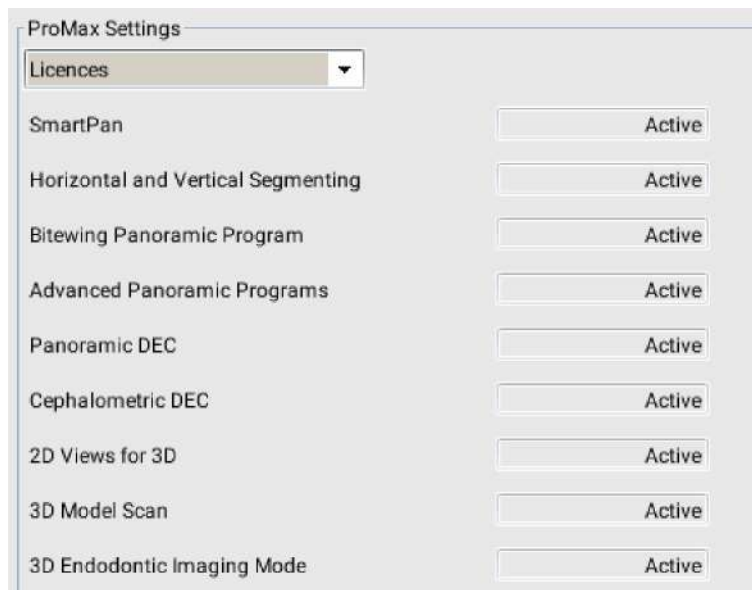 ProMax Settings
Licences
SmartPan Active
Horizontal and Vertical Segmenting Active
Bitewing Panoramic Program Active
Advanced Panoramic Programs Active
Panoramic DEC Active
Cephalometric DEC Active
2D Views for 3D Active
3D Model Scan Active
3D Endodontic Imaging Mode Active